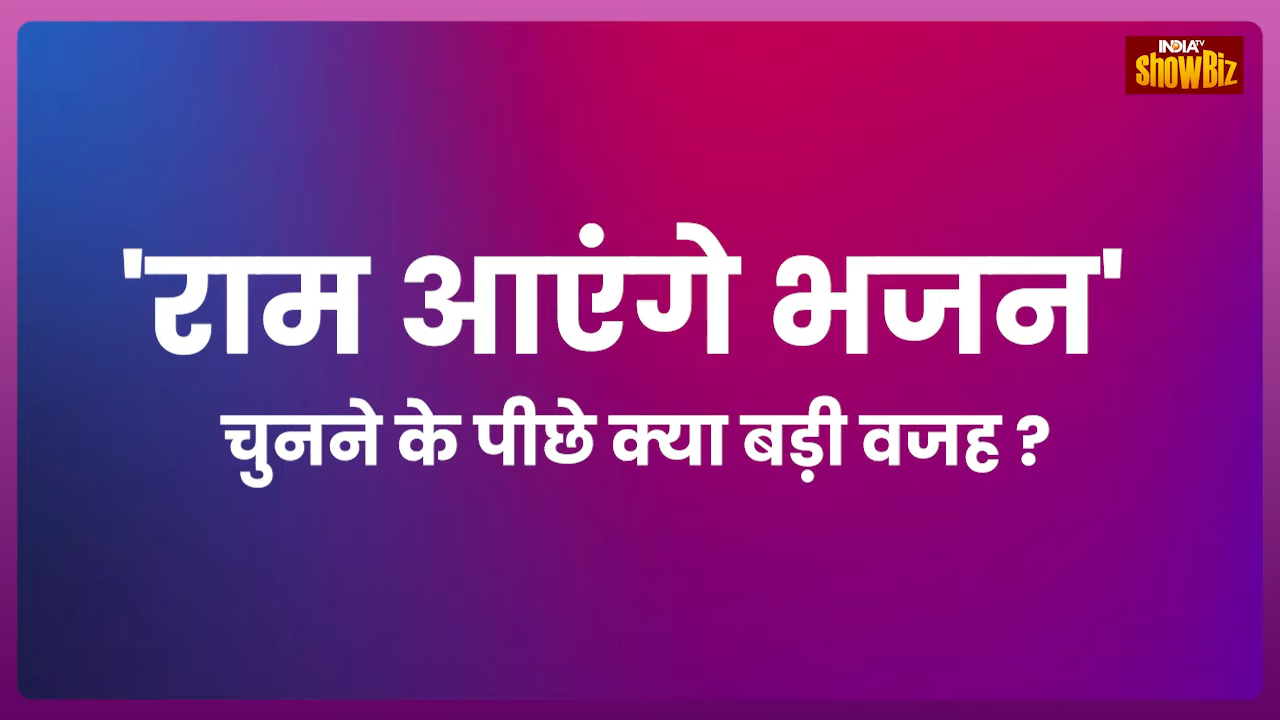 INDIA TV
SHOWBIZ
'राम आएंगे भजन'
चुनने के पीछे क्या बड़ी वजह ?